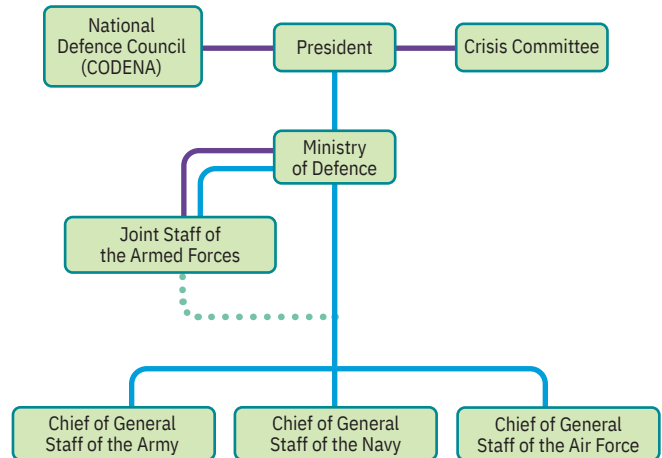 National
Defence Council
(CODENA)
President
Crisis Committee
Ministry
of Defence
Joint Staff of
the Armed Forces
Chief of General
Staff of the Army
Chief of General
Staff of the Navy
Chief of General
Staff of the Air Force